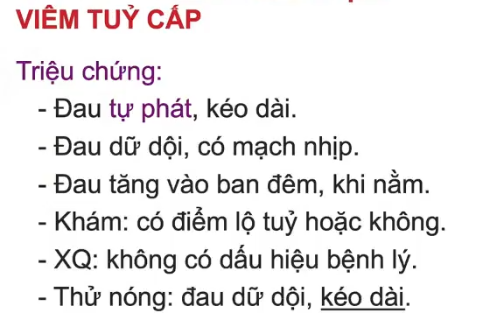 VIÊM TUỶ CẤP
Triệu chứng:
- Đau tự phát, kéo dài.
- Đau dữ dội, có mạch nhịp.
- Đau tăng vào ban đêm, khi nằm.
- Khám: có điểm lộ tuỷ hoặc không.
- XQ: không có dấu hiệu bệnh lý.
- Thử nóng: đau dữ dội, kéo dài.